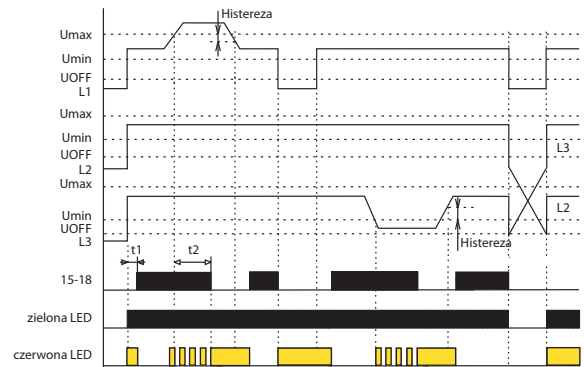 Histereza
Umax
Umin
UOFF
L1
Umax
Umin
UOFF
L2
L3
Umax
Umin
UOFF
L3
L2
Histereza
t1
t2
15-18
zielona LED
czerwona LED